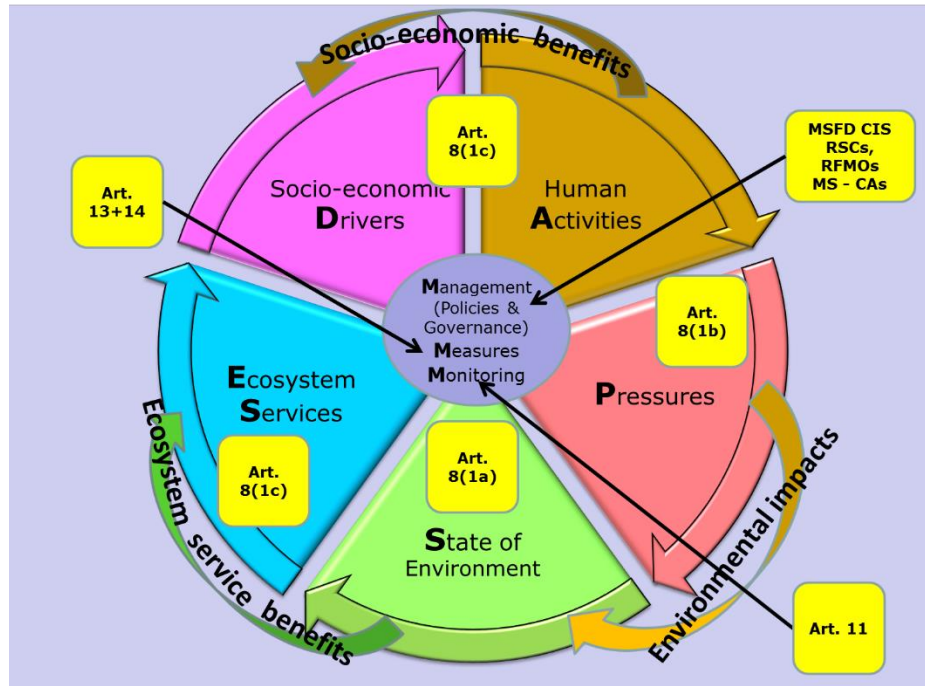 Socio-economic benefits
Art.
8(1c)
MSFD CIS
RSCs,
RFMOs
MS - CAs
Art.
13+14
Socio-economic
Drivers
Human
Activities
Management
(Policies &
Governance)
Measures
Monitoring
Art.
8(1b)
Ecosystem
Services
Pressures
Art.
8(1c)
Art.
8(1a)
State of
Environment
Ecosystem service benefits
Environmental impacts
Art. 11